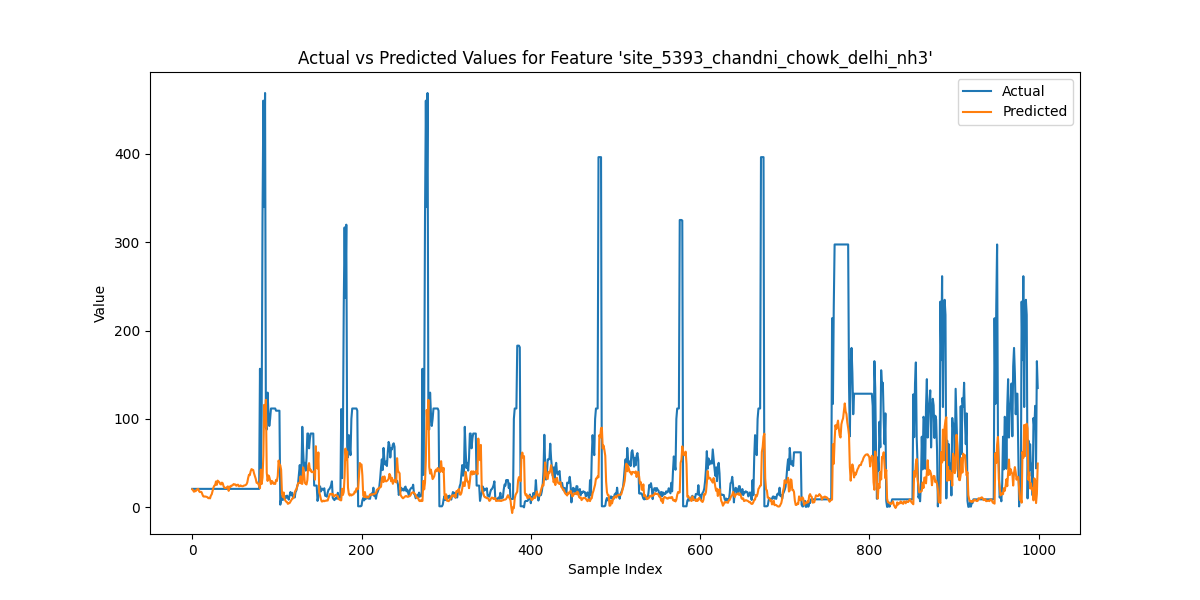 Actual vs Predicted Values for Feature 'site_5393_chandni_chowk_delhi_nh3'
Actual
Predicted
400
300
200
100
0
Value
0 200 400 600 800 1000
Sample Index